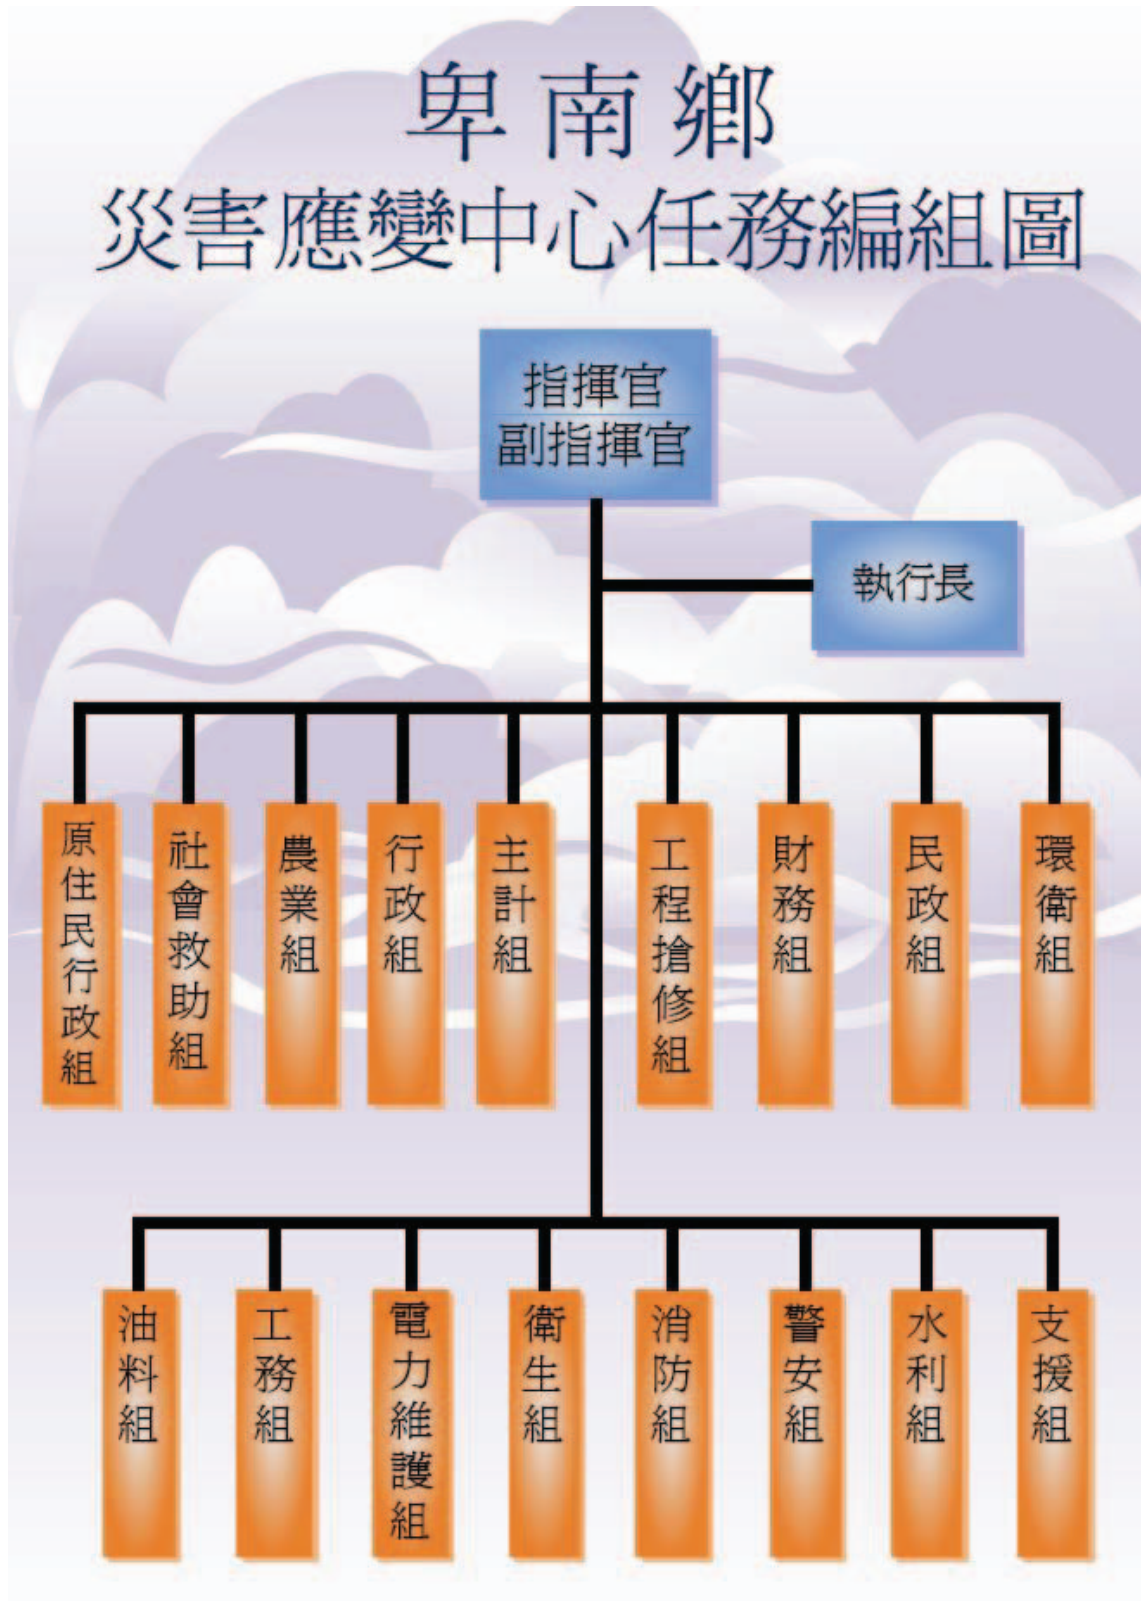 卑南鄉
災害應變中心任務編組圖
指揮官
副指揮官
執行長
原住民行政組
社會救助組
農業組
行政組
主計組
工程搶修組
財務組
民政組
環衛組
油料組
工務組
電力維護組
衛生組
消防組
警安組
水利組
支援組